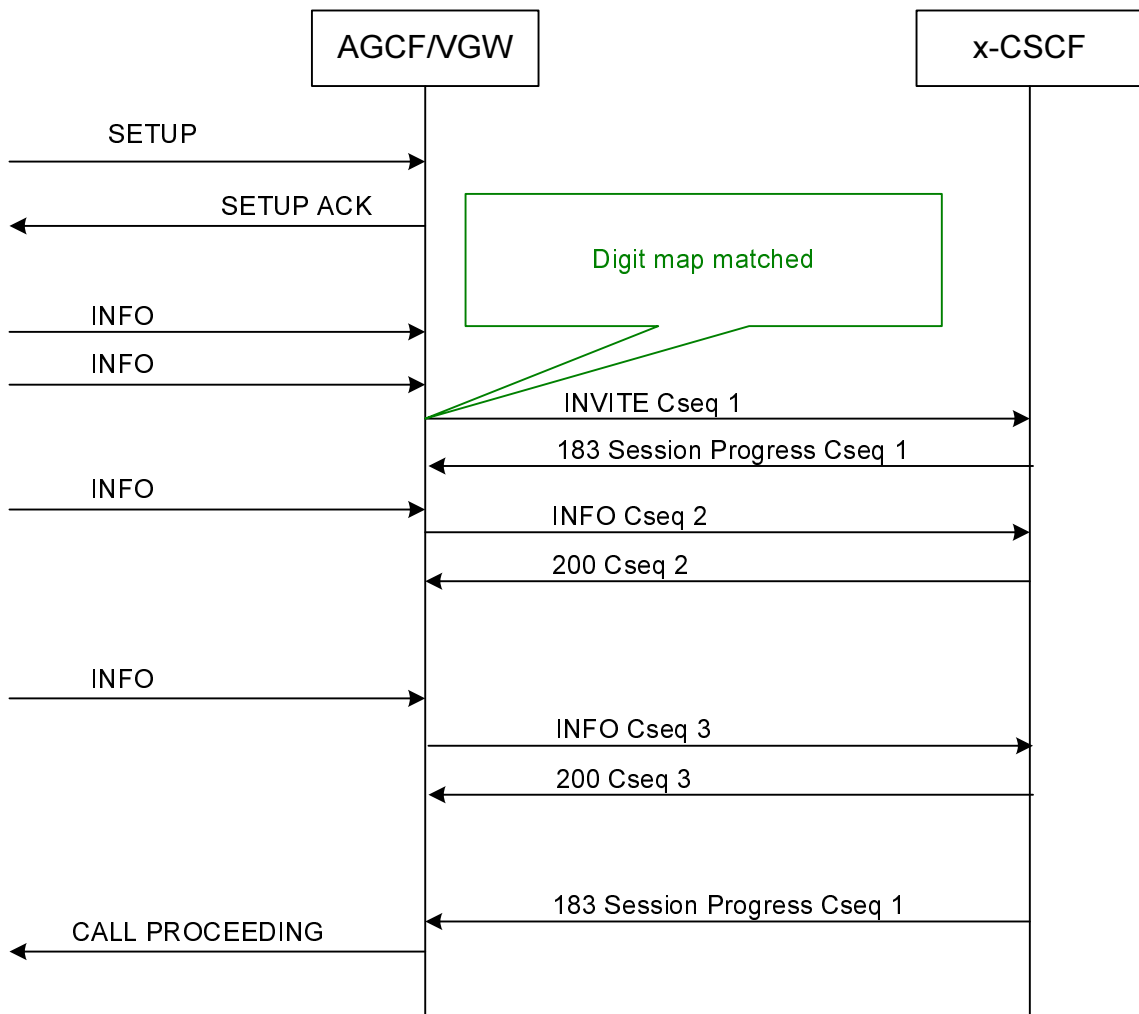 AGCF/VGW
x-CSCF
SETUP
SETUP ACK
Digit map matched
INFO
INFO
INVITE Cseq 1
183 Session Progress Cseq 1
INFO
INFO Cseq 2
200 Cseq 2
INFO
INFO Cseq 3
200 Cseq 3
183 Session Progress Cseq 1
CALL PROCEEDING